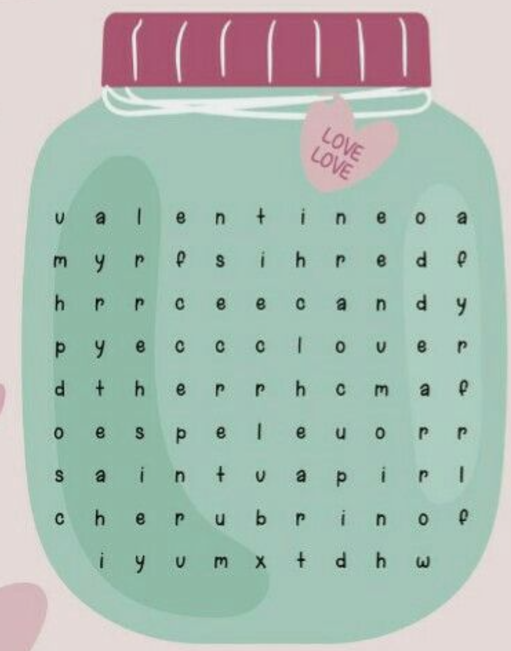 LOVE
LOVE
v a l e n t i n e o a
m y r f s i h r e d f
h r r c e e c a n d y
p y e c c c l o v e r
d t h e r r h c m a f
o e s p e l e u o r r
s a i n t v a p i r l
c h e r u b r i n o f
i y v m x t d h w